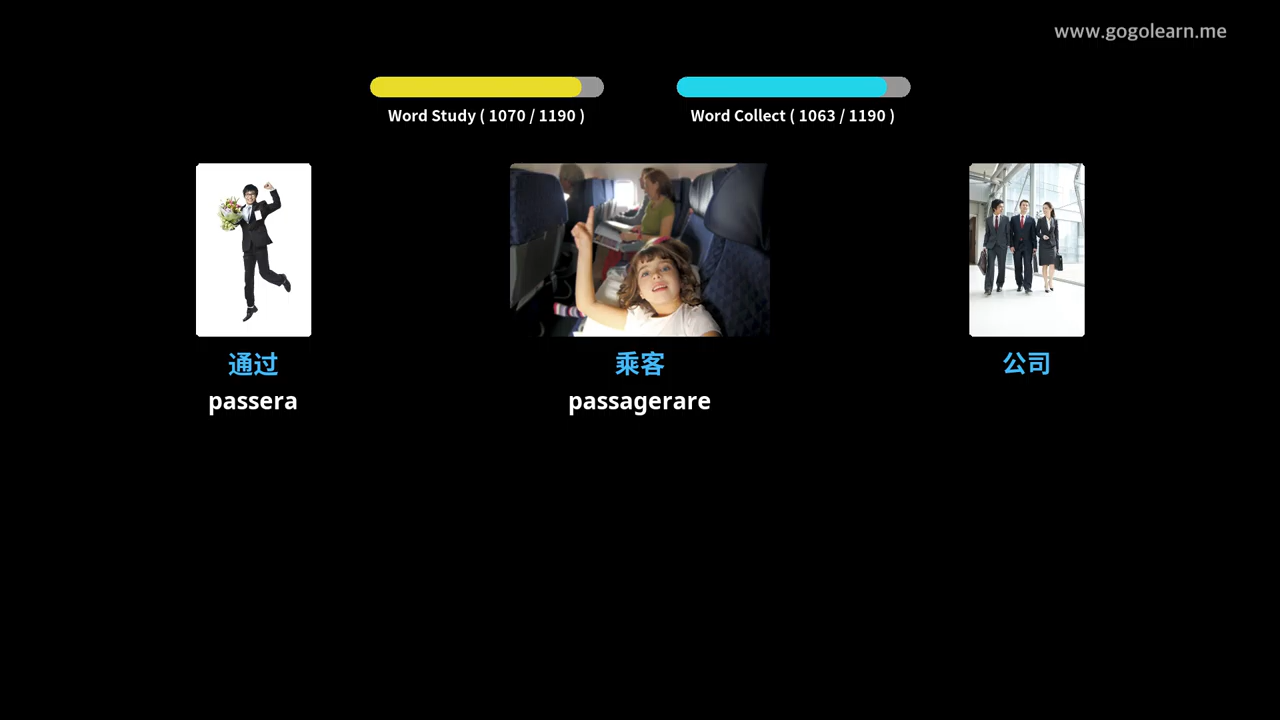 www.gogolearn.me
Word Study ( 1070 / 1190 )
Word Collect ( 1063 / 1190 )
通过
passera
乘客
passagerare
公司